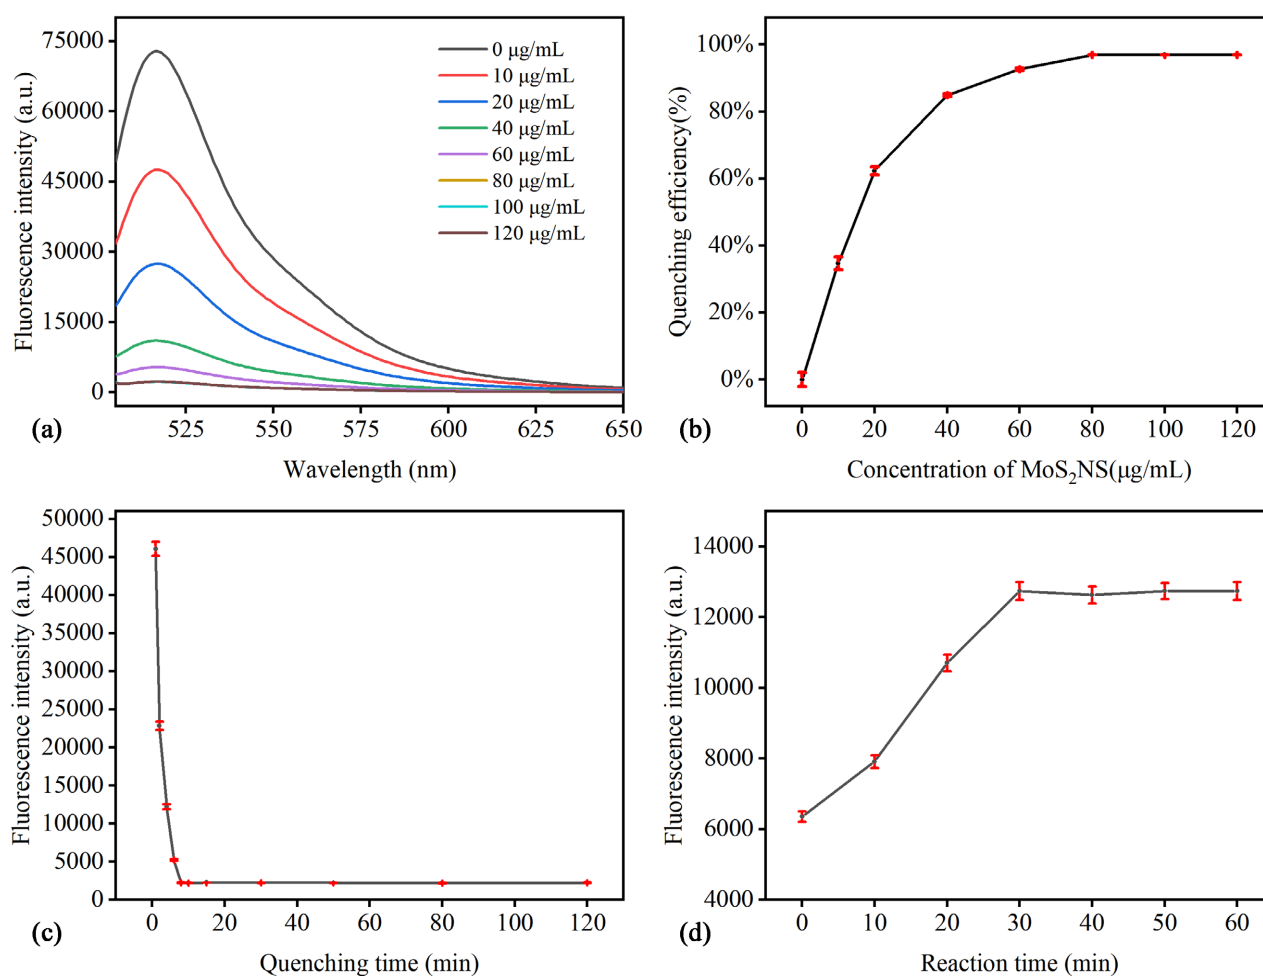 75000
60000
45000
30000
15000
0
Fluorescence intensity (a.u.)
0 μg/mL
10 μg/mL
20 μg/mL
40 μg/mL
60 μg/mL
80 μg/mL
100 μg/mL
120 μg/mL
525 550 575 600 625 650
Wavelength (nm)
(a)
100%
80%
60%
40%
20%
0%
Quenching efficiency(%)
0 10 20 40 60 80 100 120
Concentration of MoS₂NS(μg/mL)
(b)
50000
45000
40000
35000
30000
25000
20000
15000
10000
5000
0
Fluorescence intensity (a.u.)
0 20 40 60 80 100 120
Quenching time (min)
(c)
14000
12000
10000
8000
6000
4000
Fluorescence intensity (a.u.)
0 10 20 30 40 50 60
Reaction time (min)
(d)